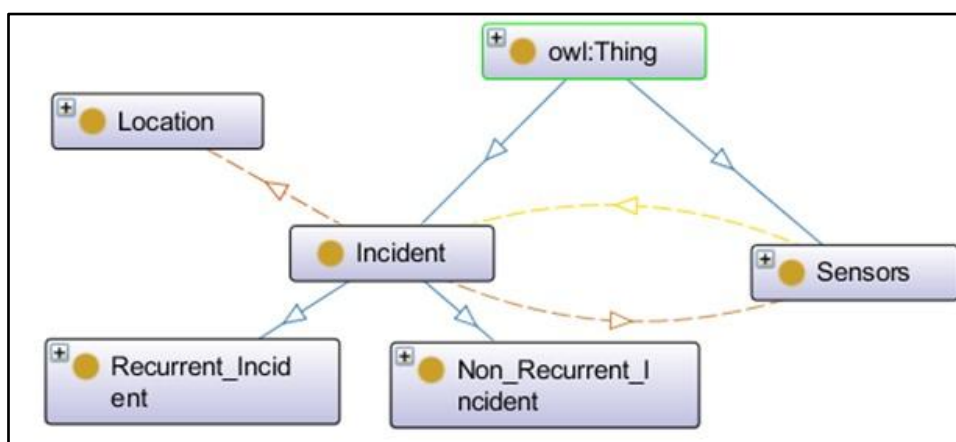 owl:Thing
Location
Incident
Sensors
Recurrent_Incid
ent
Non_Recurrent_I
ncident